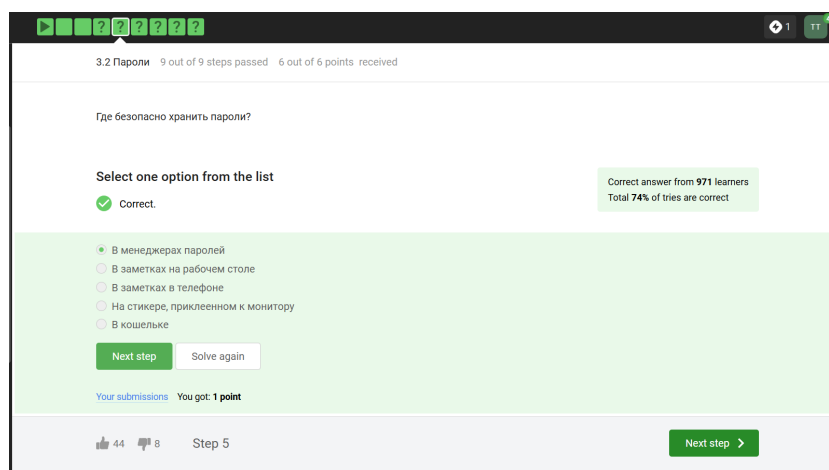 ? ? ? ? ? ?
1
TT
3.2 Пароли 9 out of 9 steps passed 6 out of 6 points received
Где безопасно хранить пароли?
Select one option from the list
Correct.
Correct answer from 971 learners
Total 74% of tries are correct
В менеджерах паролей
В заметках на рабочем столе
В заметках в телефоне
На стикере, приклеенном к монитору
В кошельке
Next step Solve again
Your submissions You got: 1 point
44 8 Step 5 Next step